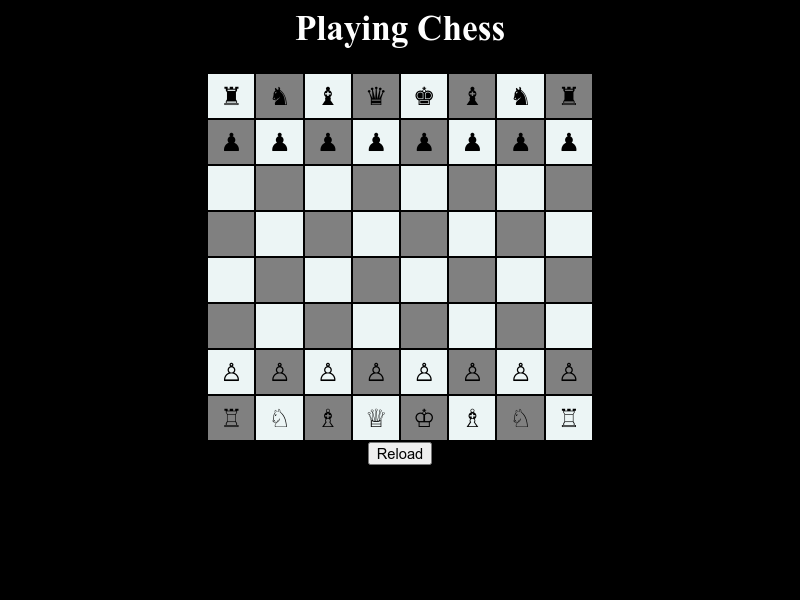 Playing Chess
♜ ♞ ♝ ♛ ♚ ♝ ♞ ♜
♟ ♟ ♟ ♟ ♟ ♟ ♟ ♟
♙ ♙ ♙ ♙ ♙ ♙ ♙ ♙
♖ ♘ ♗ ♕ ♔ ♗ ♘ ♖
Reload